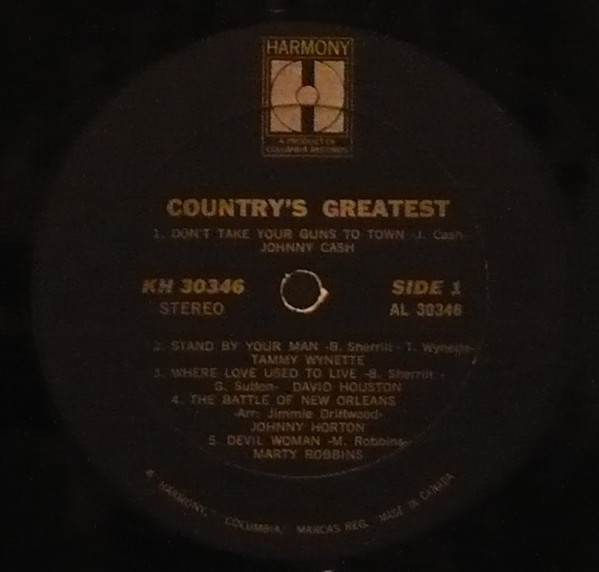 HARMONY
A PRODUCT OF
COLUMBIA RECORDS
COUNTRY'S GREATEST
1. DON'T TAKE YOUR GUNS TO TOWN -J. Cash-
JOHNNY CASH
KH 30346
SIDE 1
STEREO
AL 30346
2. STAND BY YOUR MAN -B. Sherrill - T. Wynette-
TAMMY WYNETTE
3. WHERE LOVE USED TO LIVE -B. Sherrill -
G. Sutton- DAVID HOUSTON
4. THE BATTLE OF NEW ORLEANS
-Arr: Jimmie Driftwood-
JOHNNY HORTON
5. DEVIL WOMAN -M. Robbins-
MARTY ROBBINS
"HARMONY," COLUMBIA, MARCAS REG. MADE IN CANADA